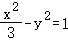 x²/3 - y² = 1